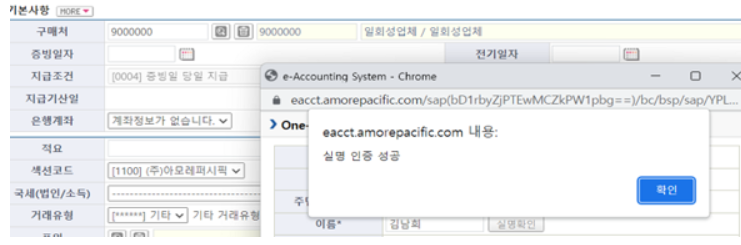 기본사항 MORE▼
구매처 9000000 9000000 일회성업체 / 일회성업체
증빙일자 전기일자
지급조건 [0004] 증빙일 당일 지급
지급기산일
은행계좌 계좌정보가 없습니다.
적요
섹션코드 [1100] (주)아모레퍼시픽
국세(법인/소득)
거래유형 [******] 기타 기타 거래유형
e-Accounting System - Chrome
eacct.amorepacific.com/sap(bD1rbyZjPTEwMCZkPW1pbg==)/bc/bsp/sap/YPL...
One-
eacct.amorepacific.com 내용:
실명 인증 성공
확인
이름* 김남희 실명확인